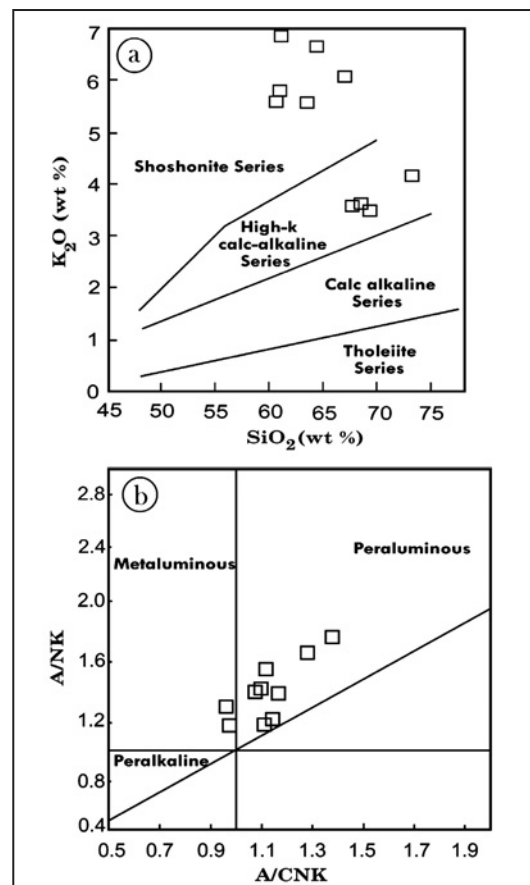 a
7
6
5
4
3
2
1
0
K2O (wt %)
Shoshonite Series
High-k
calc-alkaline
Series
Calc alkaline
Series
Tholeiite
Series
45 50 55 60 65 70 75
SiO2 (wt %)
b
2.8
2.4
2.0
1.6
1.2
0.8
0.4
A/NK
Metaluminous
Peraluminous
Peralkaline
0.5 0.7 0.9 1.1 1.3 1.5 1.7 1.9
A/CNK